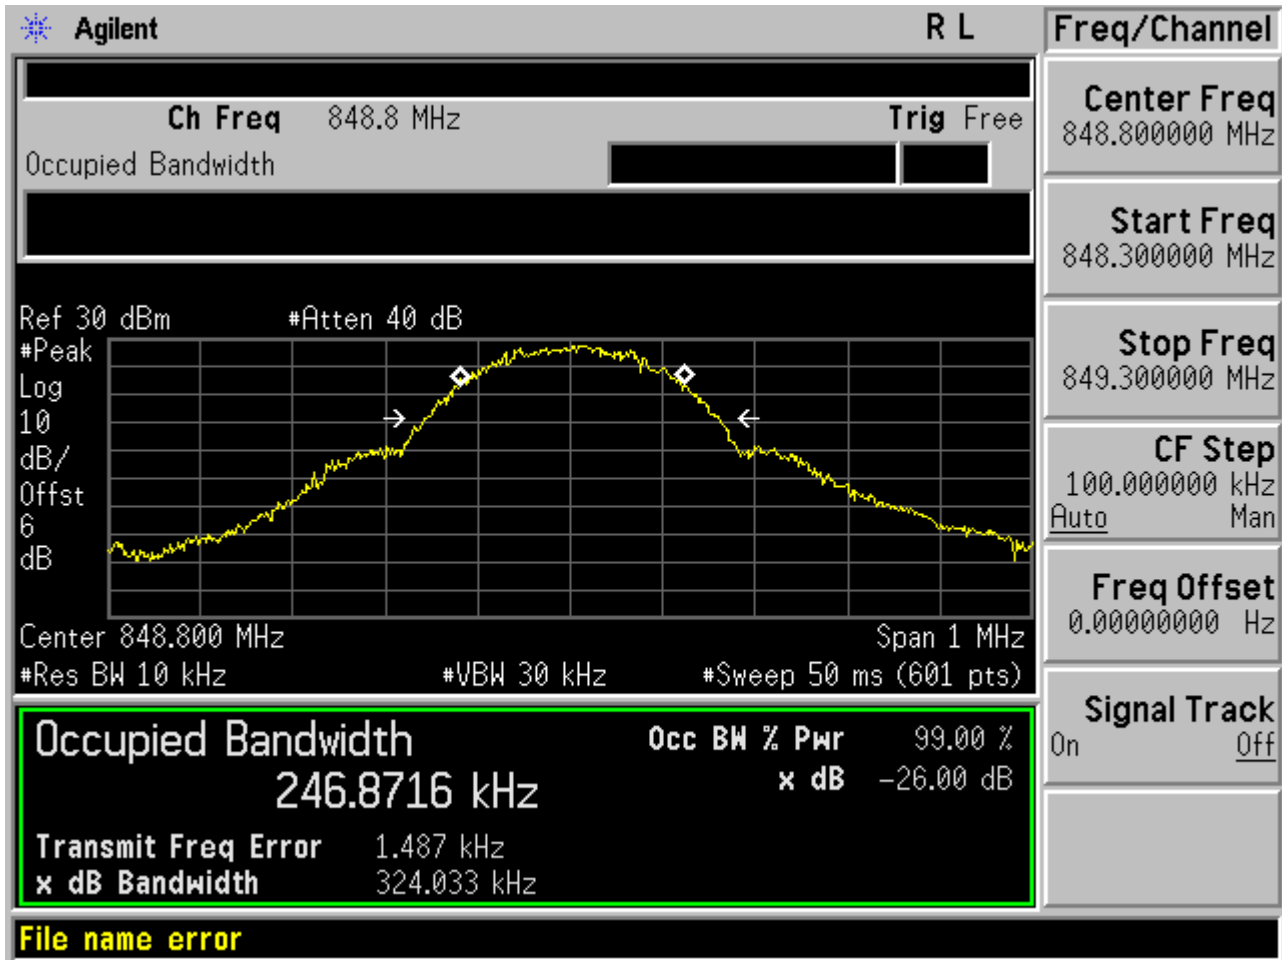 Agilent R L
Freq/Channel
Ch Freq 848.8 MHz Trig Free
Occupied Bandwidth
Center Freq
848.800000 MHz
Start Freq
848.300000 MHz
Stop Freq
849.300000 MHz
CF Step
100.000000 kHz
Auto Man
Freq Offset
0.00000000 Hz
Signal Track
On Off
Ref 30 dBm #Atten 40 dB
#Peak
Log
10
dB/
Offst
6
dB
Center 848.800 MHz Span 1 MHz
#Res BW 10 kHz #VBW 30 kHz #Sweep 50 ms (601 pts)
Occupied Bandwidth
246.8716 kHz
Occ BW % Pwr 99.00 %
x dB -26.00 dB
Transmit Freq Error 1.487 kHz
x dB Bandwidth 324.033 kHz
File name error